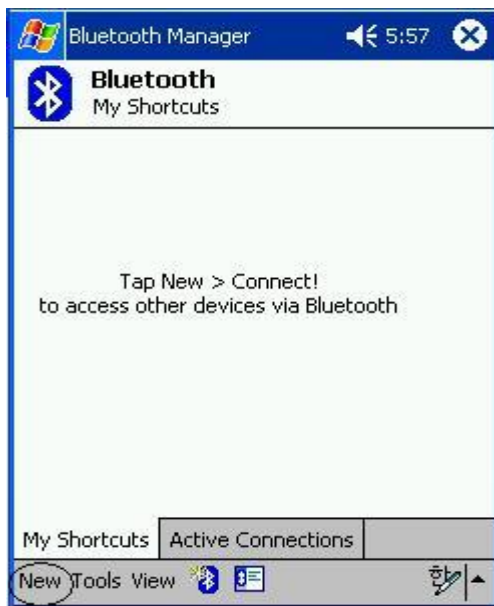 Bluetooth Manager 5:57
Bluetooth
My Shortcuts
Tap New > Connect!
to access other devices via Bluetooth
My Shortcuts Active Connections
New Tools View 한